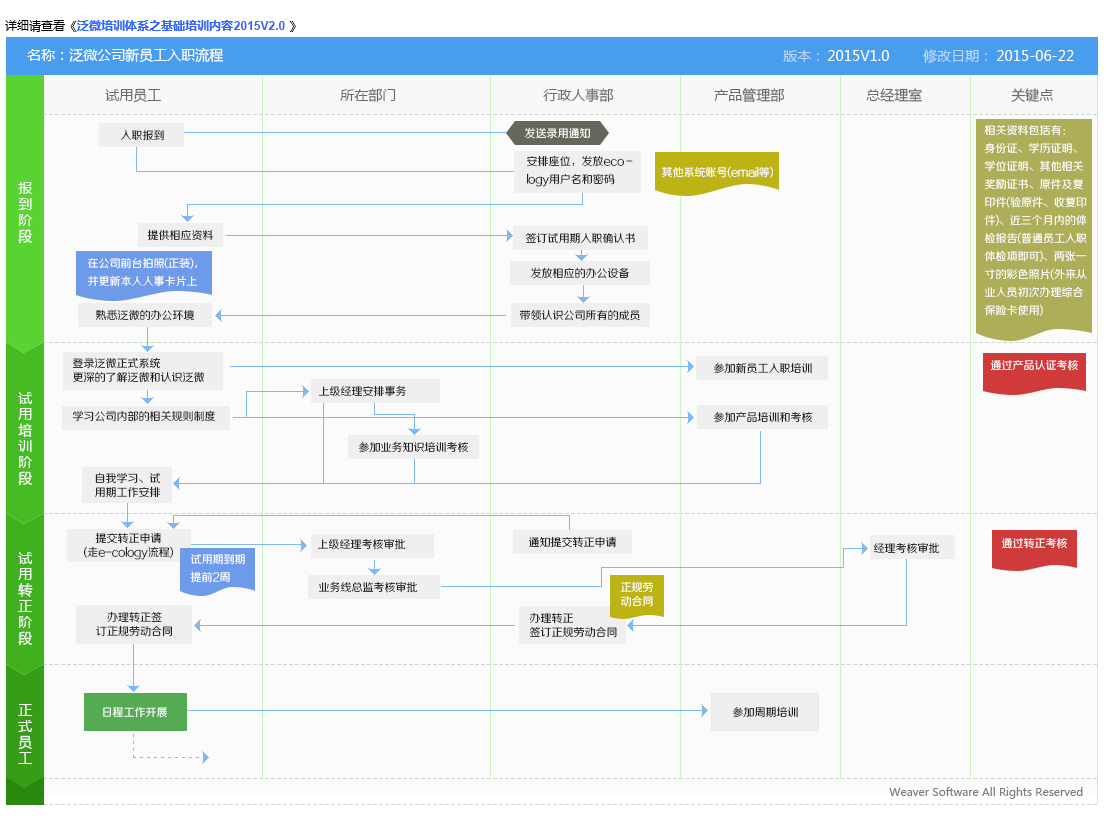 详细请查看《泛微培训体系之基础培训内容2015V2.0 》
名称：泛微公司新员工入职流程
版本： 2015V1.0
修改日期： 2015-06-22
试用员工
所在部门
行政人事部
产品管理部
总经理室
关键点
报到阶段
入职报到
发送录用通知
安排座位，发放eco-
logy用户名和密码
其他系统账号(email等)
相关资料包括有:
身份证、学历证明、
学位证明、其他相关
奖励证书、原件及复
印件(验原件、收复印
件)、近三个月内的体
检报告(普通员工入职
体检项即可)、两张一
寸的彩色照片(外来从
业人员初次办理综合
保险卡使用)
提供相应资料
签订试用期入职确认书
在公司前台拍照(正装)，
并更新本人人事卡片上
发放相应的办公设备
熟悉泛微的办公环境
带领认识公司所有的成员
试用培训阶段
登录泛微正式系统
更深的了解泛微和认识泛微
参加新员工入职培训
通过产品认证考核
学习公司内部的相关规则制度
上级经理安排事务
参加产品培训和考核
参加业务知识培训考核
自我学习、试
用期工作安排
试用转正阶段
提交转正申请
(走e-cology流程)
试用期到期
提前2周
上级经理考核审批
通知提交转正申请
经理考核审批
通过转正考核
业务线总监考核审批
正规劳
动合同
办理转正签
订正规劳动合同
办理转正
签订正规劳动合同
正式员工
日程工作开展
参加周期培训
Weaver Software All Rights Reserved